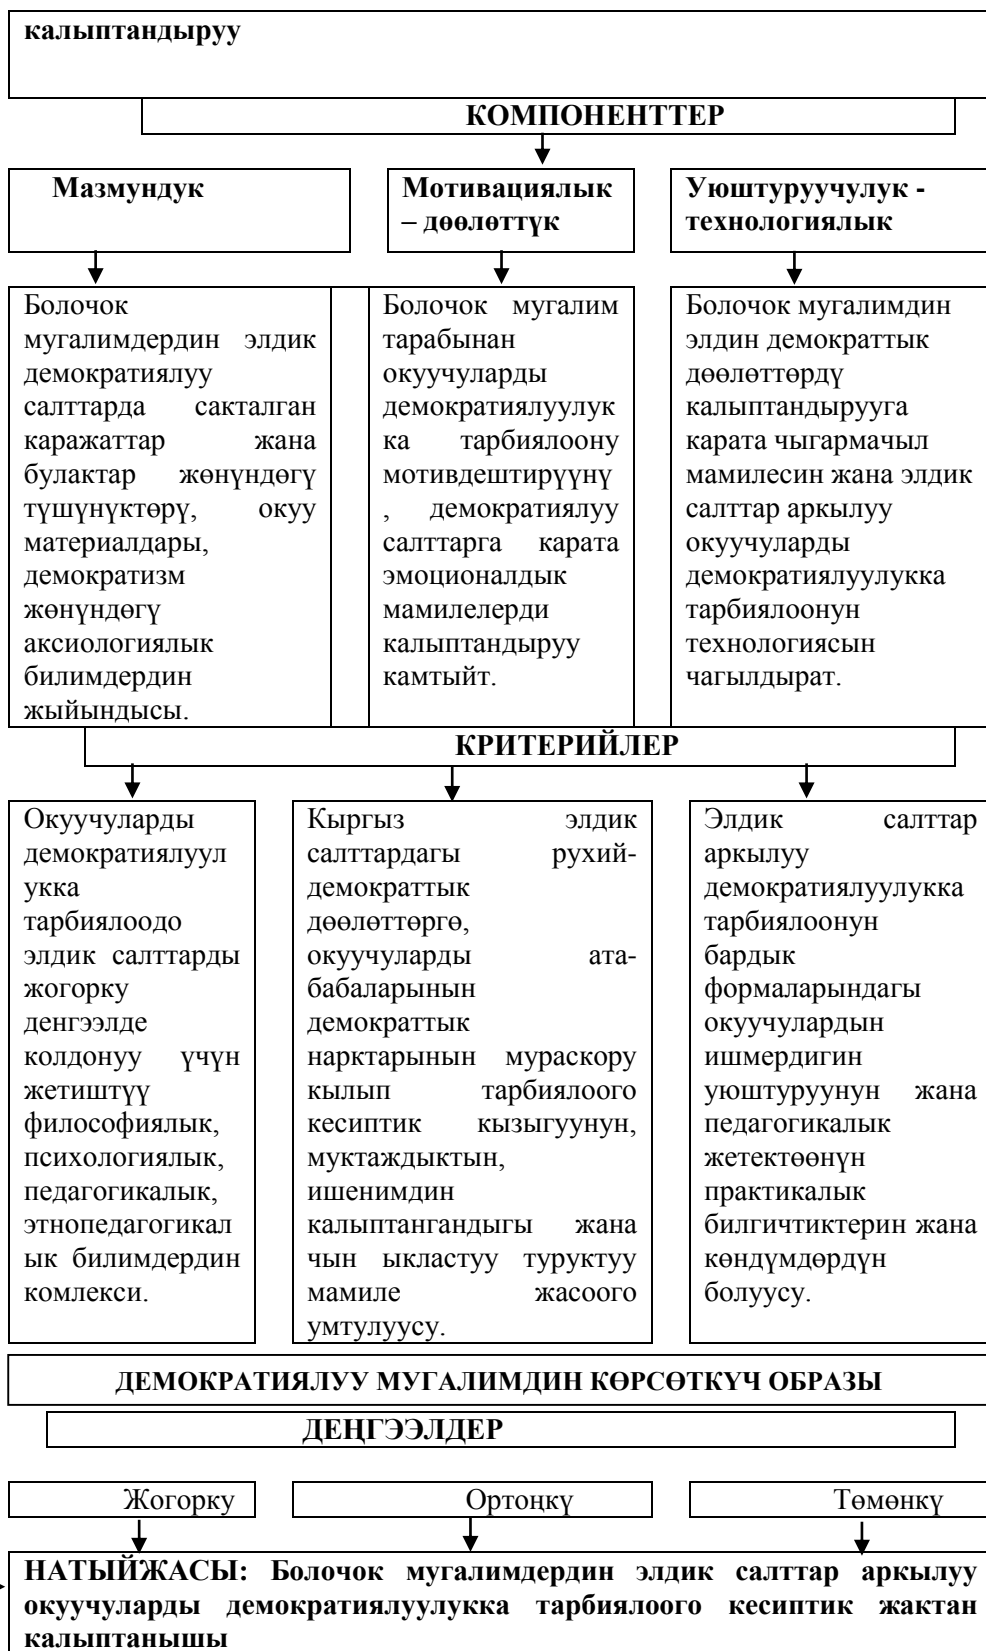 калыптандыруу
КОМПОНЕНТТЕР
Мазмундук
Мотивациялык
– дөөлөттүк
Уюштуруучулук -
технологиялык
Болочок
мугалимдердин элдик
демократиялуу
салттарда сакталган
каражаттар жана
булактар жөнүндөгү
түшүнүктөрү, окуу
материалдары,
демократизм
жөнүндөгү
аксиологиялык
билимдердин
жыйындысы.
Болочок мугалим
тарабынан
окуучуларды
демократиялуулук
ка тарбиялоону
мотивдештирүүнү
, демократиялуу
салттарга карата
эмоционалдык
мамилелерди
калыптандыруу
камтыйт.
Болочок мугалимдин
элдин демократтык
дөөлөттөрдү
калыптандырууга
карата чыгармачыл
мамилесин жана элдик
салттар аркылуу
окуучуларды
демократиялуулукка
тарбиялоонун
технологиясын
чагылдырат.
КРИТЕРИЙЛЕР
Окуучуларды
демократиялуул
укка
тарбиялоодо
элдик салттарды
жогорку
денгээлде
колдонуу үчүн
жетиштүү
философиялык,
психологиялык,
педагогикалык,
этнопедагогикал
ык билимдердин
комлекси.
Кыргыз элдик
салттардагы рухий-
демократтык
дөөлөттөргө,
окуучуларды ата-
бабаларынын
демократтык
нарктарынын мураскору
кылып тарбиялоого
кесиптик кызыгуунун,
муктаждыктын,
ишенимдин
калыптангандыгы жана
чын ыкластуу туруктуу
мамиле жасоого
умтулуусу.
Элдик салттар
аркылуу
демократиялуулукка
тарбиялоонун
бардык
формаларындагы
окуучулардын
ишмердигин
уюштуруунун жана
педагогикалык
жетектөөнүн
практикалык
билгичтиктерин жана
көндүмдөрдүн
болуусу.
ДЕМОКРАТИЯЛУУ МУГАЛИМДИН КӨРСӨТКҮЧ ОБРАЗЫ
ДЕҢГЭЭЛДЕР
Жогорку
Ортоңкү
Төмөнкү
НАТЫЙЖАСЫ: Болочок мугалимдердин элдик салттар аркылуу
окуучуларды демократиялуулукка тарбиялоого кесиптик жактан
калыптанышы